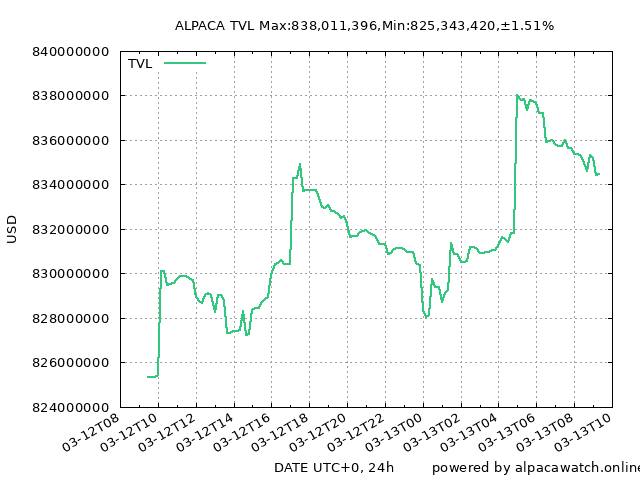 ALPACA TVL Max:838,011,396,Min:825,343,420,±1.51%
TVL
USD
840000000
838000000
836000000
834000000
832000000
830000000
828000000
826000000
824000000
03-12T08
03-12T10
03-12T12
03-12T14
03-12T16
03-12T18
03-12T20
03-12T22
03-13T00
03-13T02
03-13T04
03-13T06
03-13T08
03-13T10
DATE UTC+0, 24h
powered by alpacawatch.online